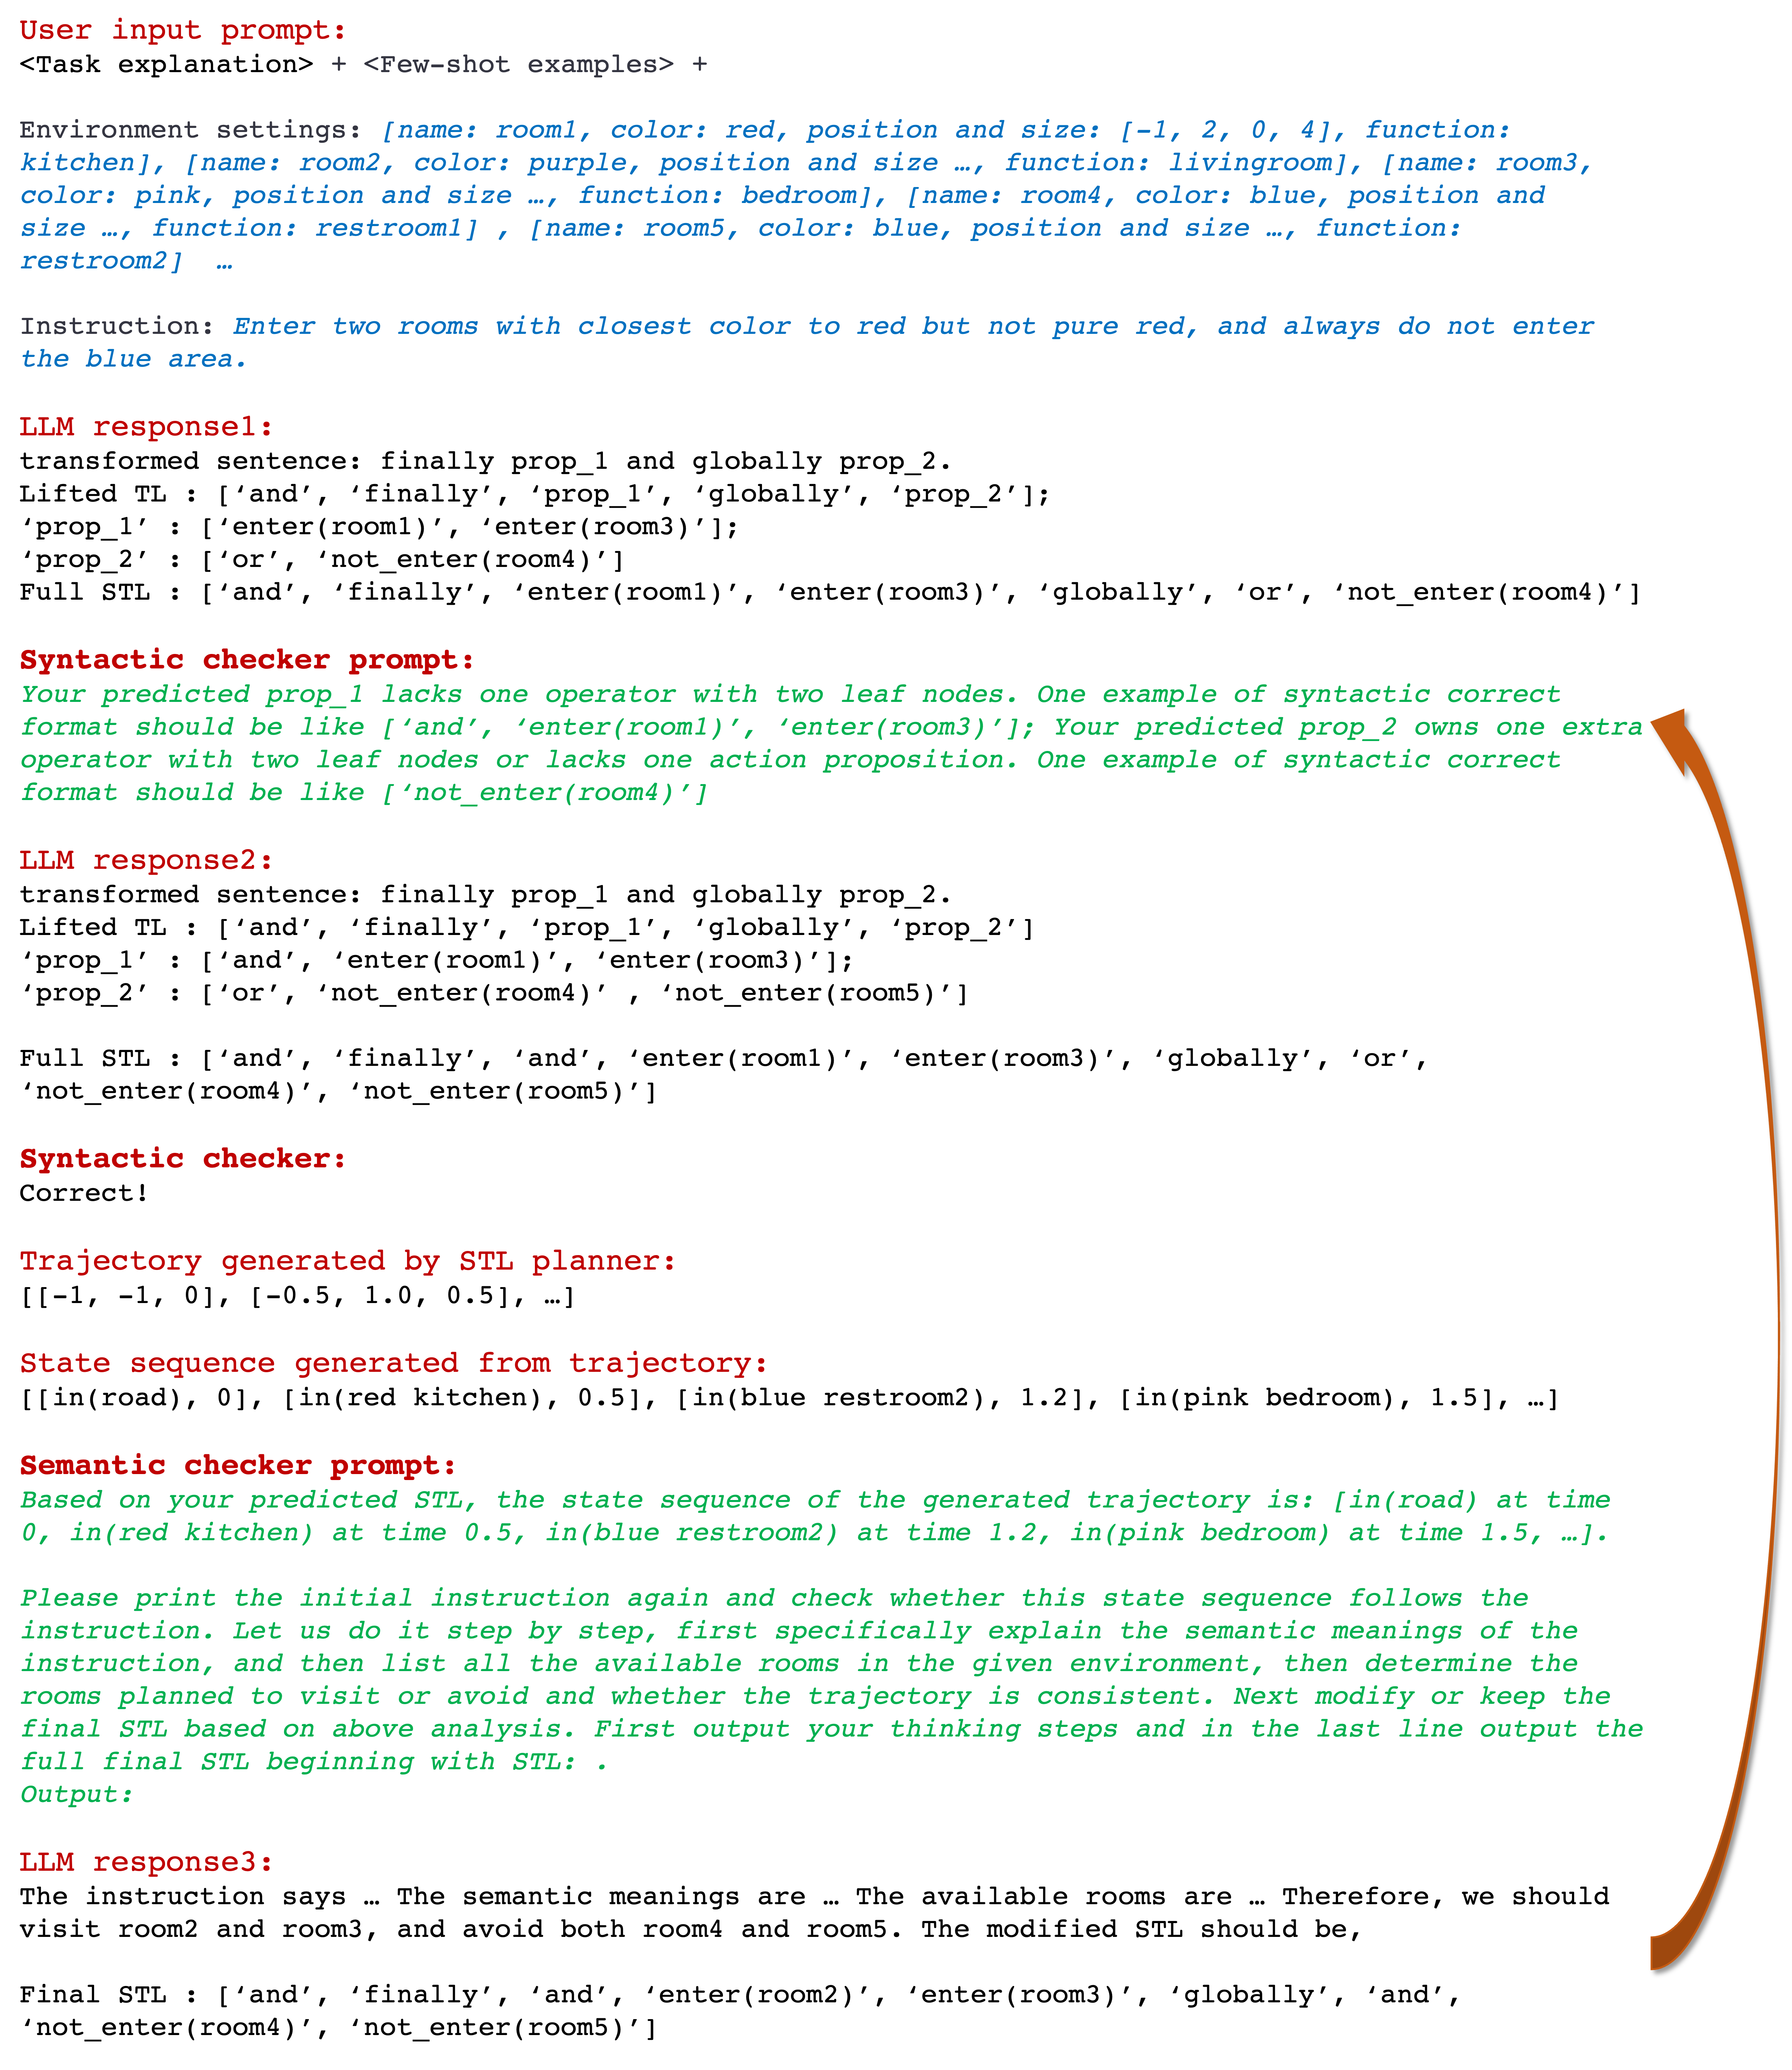 User input prompt:
<Task explanation> + <Few-shot examples> +
Environment settings: [name: room1, color: red, position and size: [-1, 2, 0, 4], function:
kitchen], [name: room2, color: purple, position and size …, function: livingroom], [name: room3,
color: pink, position and size …, function: bedroom], [name: room4, color: blue, position and
size …, function: restroom1] , [name: room5, color: blue, position and size …, function:
restroom2]  …
Instruction: Enter two rooms with closest color to red but not pure red, and always do not enter
the blue area.
LLM response1:
transformed sentence: finally prop_1 and globally prop_2.
Lifted TL : [‘and’, ‘finally’, ‘prop_1’, ‘globally’, ‘prop_2’];
‘prop_1’ : [‘enter(room1)’, ‘enter(room3)’];
‘prop_2’ : [‘or’, ‘not_enter(room4)’]
Full STL : [‘and’, ‘finally’, ‘enter(room1)’, ‘enter(room3)’, ‘globally’, ‘or’, ‘not_enter(room4)’]
Syntactic checker prompt:
Your predicted prop_1 lacks one operator with two leaf nodes. One example of syntactic correct
format should be like [‘and’, ‘enter(room1)’, ‘enter(room3)’]; Your predicted prop_2 owns one extra
operator with two leaf nodes or lacks one action proposition. One example of syntactic correct
format should be like [‘not_enter(room4)’]
LLM response2:
transformed sentence: finally prop_1 and globally prop_2.
Lifted TL : [‘and’, ‘finally’, ‘prop_1’, ‘globally’, ‘prop_2’]
‘prop_1’ : [‘and’, ‘enter(room1)’, ‘enter(room3)’];
‘prop_2’ : [‘or’, ‘not_enter(room4)’ , ‘not_enter(room5)’]
Full STL : [‘and’, ‘finally’, ‘and’, ‘enter(room1)’, ‘enter(room3)’, ‘globally’, ‘or’,
‘not_enter(room4)’, ‘not_enter(room5)’]
Syntactic checker:
Correct!
Trajectory generated by STL planner:
[[-1, -1, 0], [-0.5, 1.0, 0.5], …]
State sequence generated from trajectory:
[[in(road), 0], [in(red kitchen), 0.5], [in(blue restroom2), 1.2], [in(pink bedroom), 1.5], …]
Semantic checker prompt:
Based on your predicted STL, the state sequence of the generated trajectory is: [in(road) at time
0, in(red kitchen) at time 0.5, in(blue restroom2) at time 1.2, in(pink bedroom) at time 1.5, …].
Please print the initial instruction again and check whether this state sequence follows the
instruction. Let us do it step by step, first specifically explain the semantic meanings of the
instruction, and then list all the available rooms in the given environment, then determine the
rooms planned to visit or avoid and whether the trajectory is consistent. Next modify or keep the
final STL based on above analysis. First output your thinking steps and in the last line output the
full final STL beginning with STL: .
Output:
LLM response3:
The instruction says … The semantic meanings are … The available rooms are … Therefore, we should
visit room2 and room3, and avoid both room4 and room5. The modified STL should be,
Final STL : [‘and’, ‘finally’, ‘and’, ‘enter(room2)’, ‘enter(room3)’, ‘globally’, ‘and’,
‘not_enter(room4)’, ‘not_enter(room5)’]